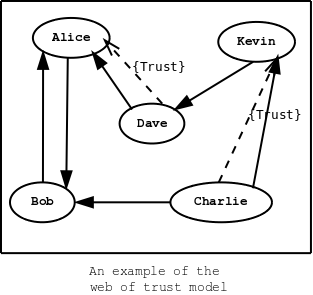 Alice
Kevin
{Trust}
{Trust}
Dave
Bob
Charlie
An example of the
web of trust model